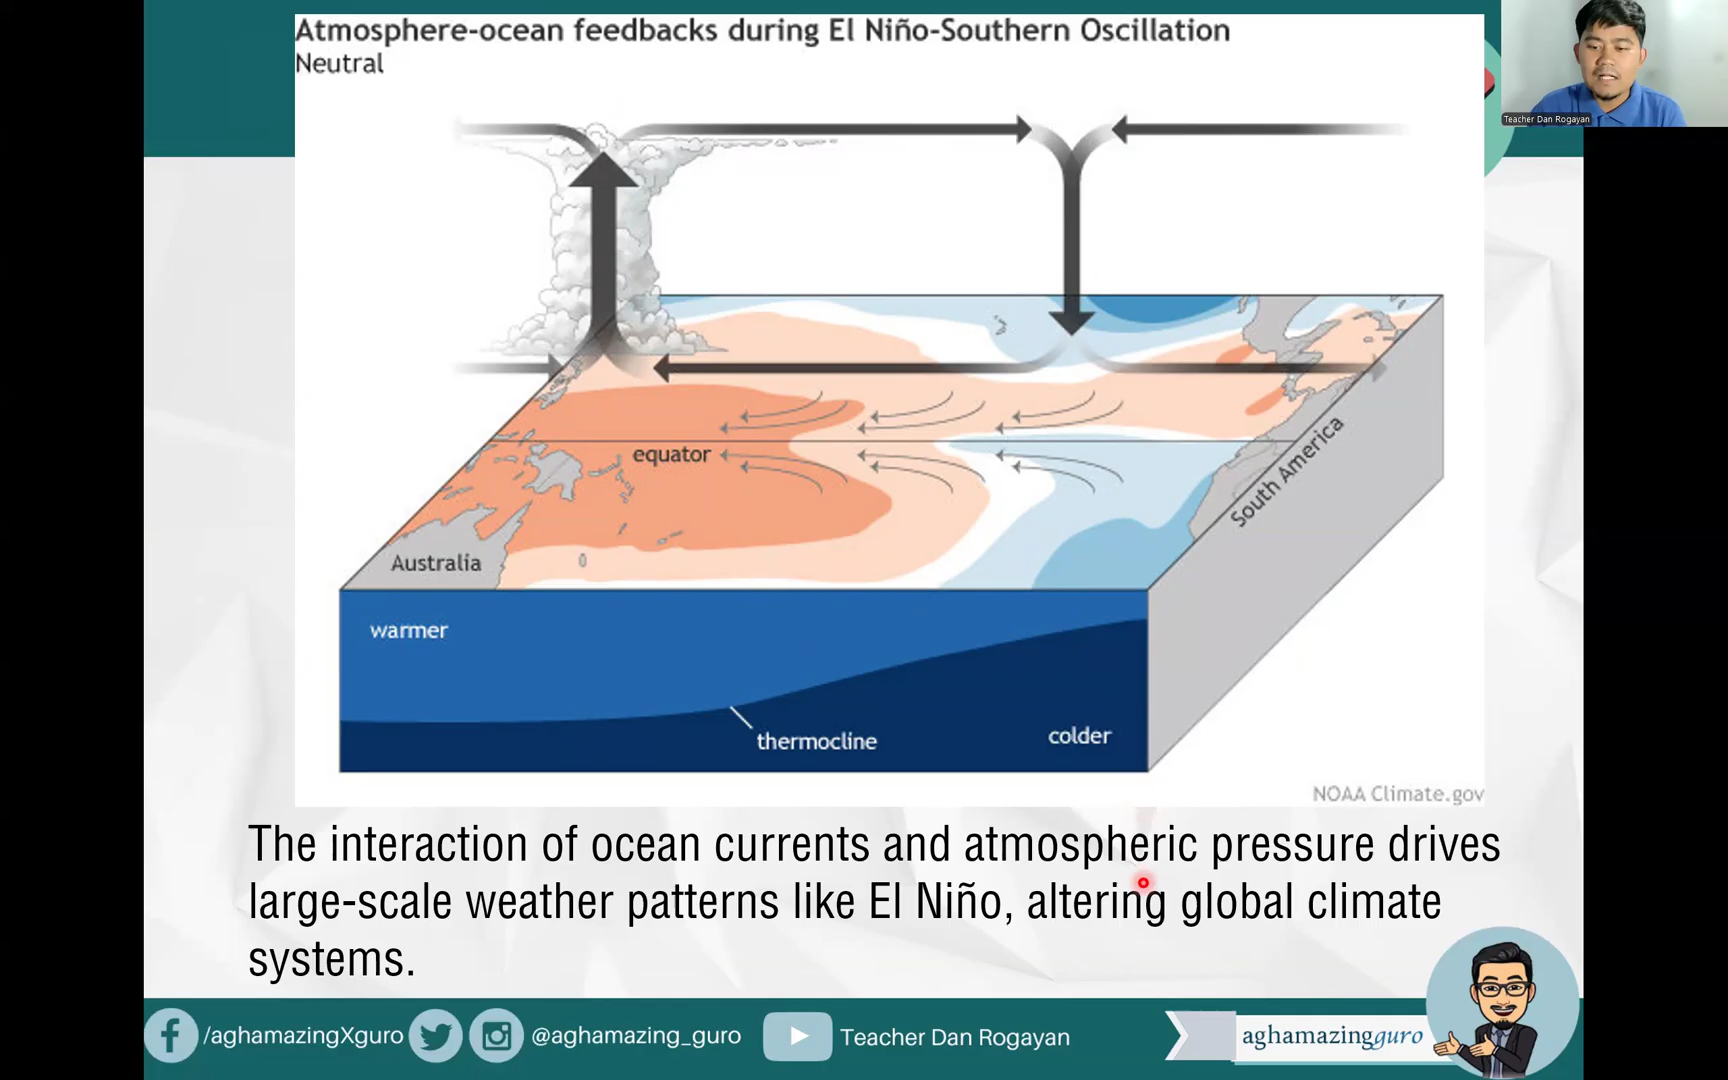 Atmosphere-ocean feedbacks during El Niño-Southern Oscillation
Neutral
Teacher Dan Rogayan
equator
South America
Australia
warmer
thermocline
colder
NOAA Climate.gov
The interaction of ocean currents and atmospheric pressure drives
large-scale weather patterns like El Niño, altering global climate
systems.
/aghamazingXguro
@aghamazing_guro
Teacher Dan Rogayan
aghamazingguro